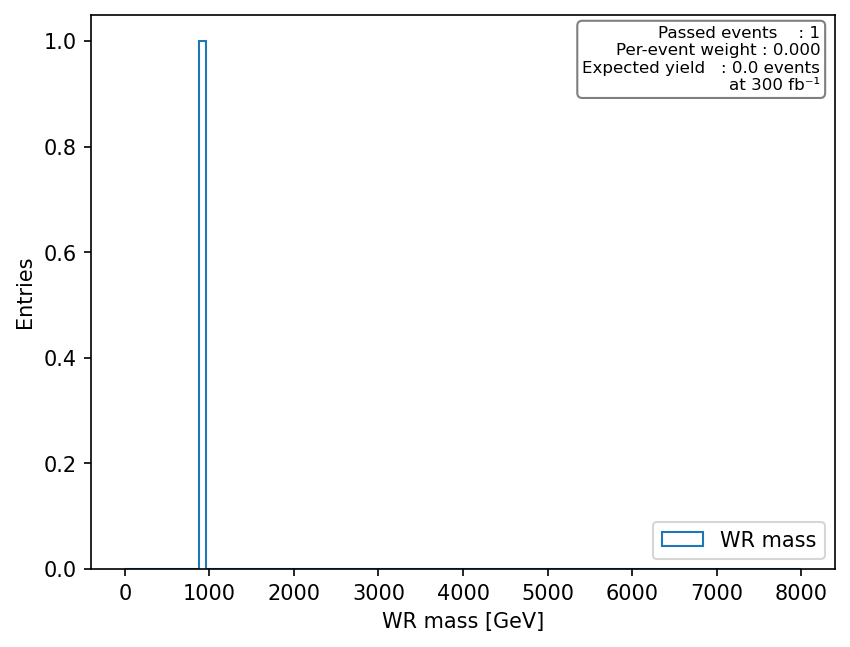 Passed events    : 1
Per-event weight : 0.000
Expected yield   : 0.0 events
at 300 fb⁻¹
1.0
0.8
0.6
0.4
0.2
0.0
Entries
WR mass
0 1000 2000 3000 4000 5000 6000 7000 8000
WR mass [GeV]